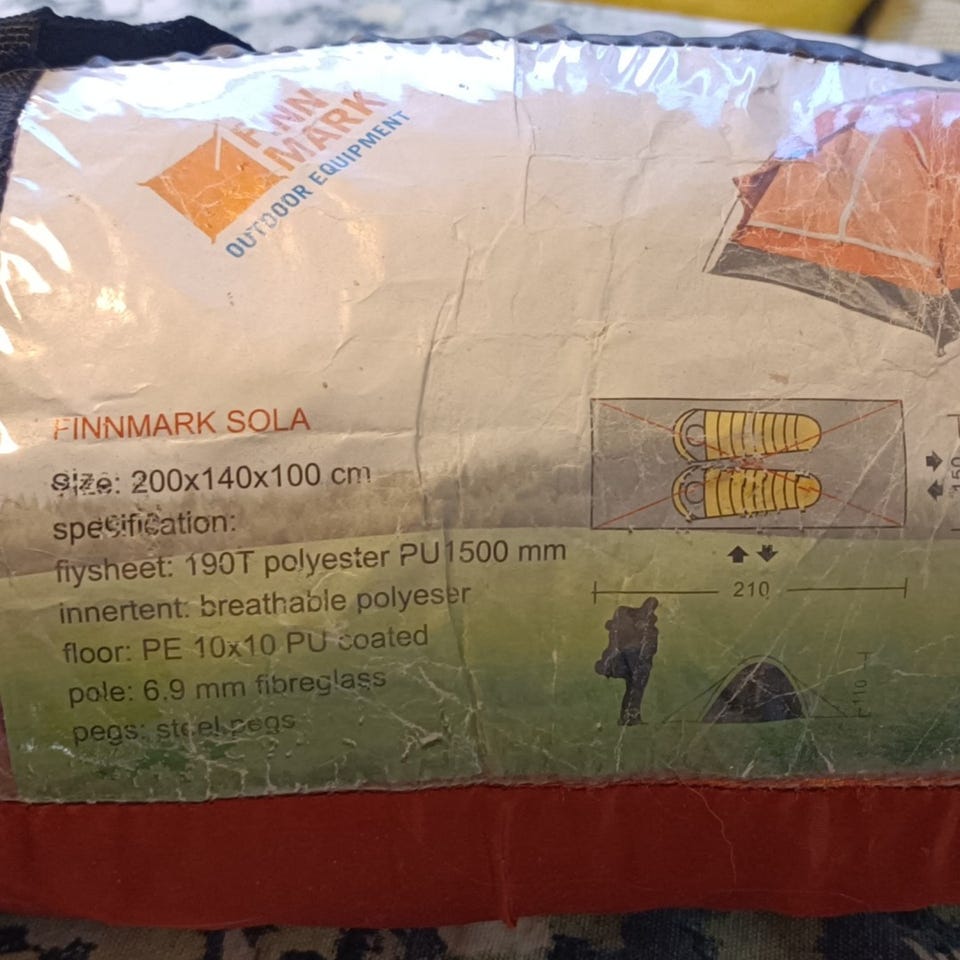 FINN
MARK
OUTDOOR EQUIPMENT
FINNMARK SOLA
Size: 200x140x100 cm
specification:
flysheet: 190T polyester PU1500 mm
innertent: breathable polyeser
floor: PE 10x10 PU coated
pole: 6.9 mm fibreglass
pegs: steel pegs
150
210
110